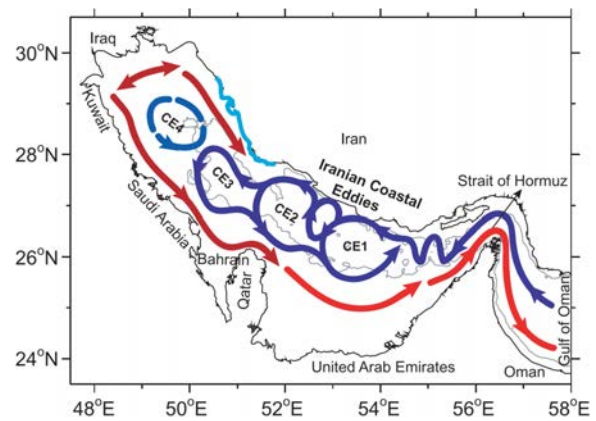 30°N
28°N
26°N
24°N
Iraq
Kuwait
Iran
CE4
Iranian Coastal
Eddies
Strait of Hormuz
CE3
CE2
CE1
Saudi Arabia
Bahrain
Qatar
United Arab Emirates
Gulf of Oman
Oman
48°E
50°E
52°E
54°E
56°E
58°E